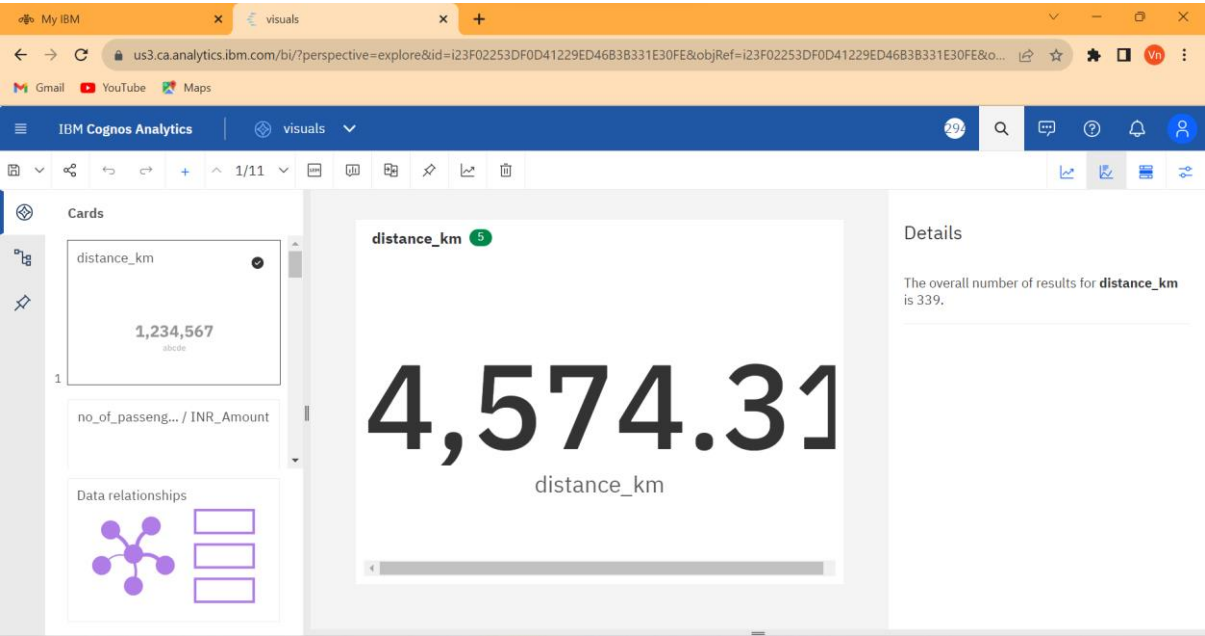 My IBM
visuals
us3.ca.analytics.ibm.com/bi/?perspective=explore&id=i23F02253DF0D41229ED46B3B331E30FE&objRef=i23F02253DF0D41229ED46B3B331E30FE&o...
Vn
Gmail YouTube Maps
IBM Cognos Analytics visuals
294
1/11
Cards
distance_km
1,234,567
abcde
1
no_of_passeng... / INR_Amount
Data relationships
distance_km 5
4,574.31
distance_km
Details
The overall number of results for distance_km
is 339.